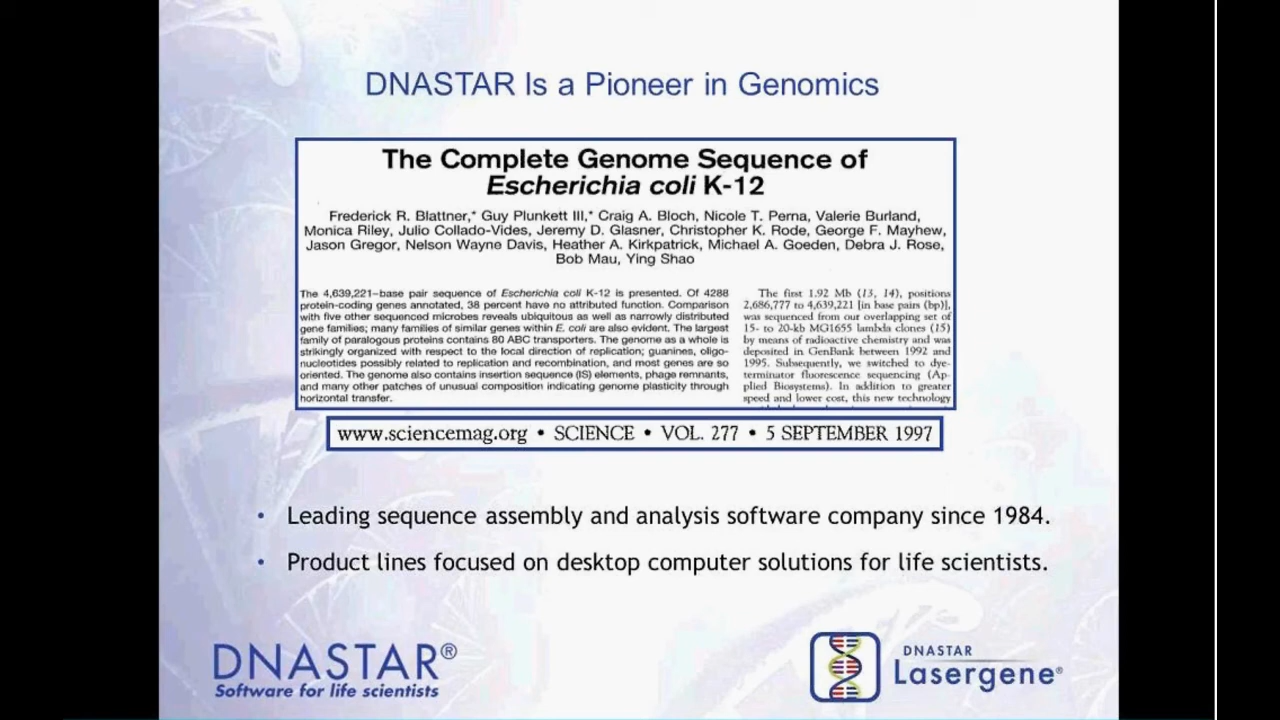 DNASTAR Is a Pioneer in Genomics
The Complete Genome Sequence of
Escherichia coli K-12
Frederick R. Blattner,* Guy Plunkett III,* Craig A. Bloch, Nicole T. Perna, Valerie Burland,
Monica Riley, Julio Collado-Vides, Jeremy D. Glasner, Christopher K. Rode, George F. Mayhew,
Jason Gregor, Nelson Wayne Davis, Heather A. Kirkpatrick, Michael A. Goeden, Debra J. Rose,
Bob Mau, Ying Shao
The 4,639,221–base pair sequence of Escherichia coli K-12 is presented. Of 4288
protein-coding genes annotated, 38 percent have no attributed function. Comparison
with five other sequenced microbes reveals ubiquitous as well as narrowly distributed
gene families; many families of similar genes within E. coli are also evident. The largest
family of paralogous proteins contains 80 ABC transporters. The genome as a whole is
strikingly organized with respect to the local direction of replication; guanines, oligo-
nucleotides possibly related to replication and recombination, and most genes are so
oriented. The genome also contains insertion sequence (IS) elements, phage remnants,
and many other patches of unusual composition indicating genome plasticity through
horizontal transfer.
The first 1.92 Mb (13, 14), positions
2,686,777 to 4,639,221 [in base pairs (bp)],
was sequenced from our overlapping set of
15- to 20-kb MG1655 lambda clones (15)
by means of radioactive chemistry and was
deposited in GenBank between 1992 and
1995. Subsequently, we switched to dye-
terminator fluorescence sequencing (Ap-
plied Biosystems). In addition to greater
speed and lower cost, this new technology
www.sciencemag.org • SCIENCE • VOL. 277 • 5 SEPTEMBER 1997
• Leading sequence assembly and analysis software company since 1984.
• Product lines focused on desktop computer solutions for life scientists.
DNASTAR®
Software for life scientists
DNASTAR
Lasergene®